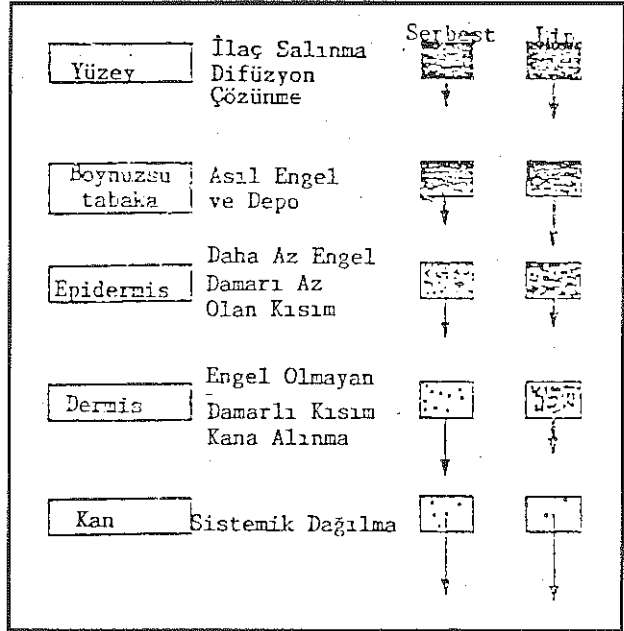 Serbest Lip
Yüzey
İlaç Salınma
Difüzyon
Çözünme
Boynuzsu
tabaka
Asıl Engel
ve Depo
Epidermis
Daha Az Engel
Damarı Az
Olan Kısım
Dermis
Engel Olmayan
Damarlı Kısım
Kana Alınma
Kan
Sistemik Dağılma